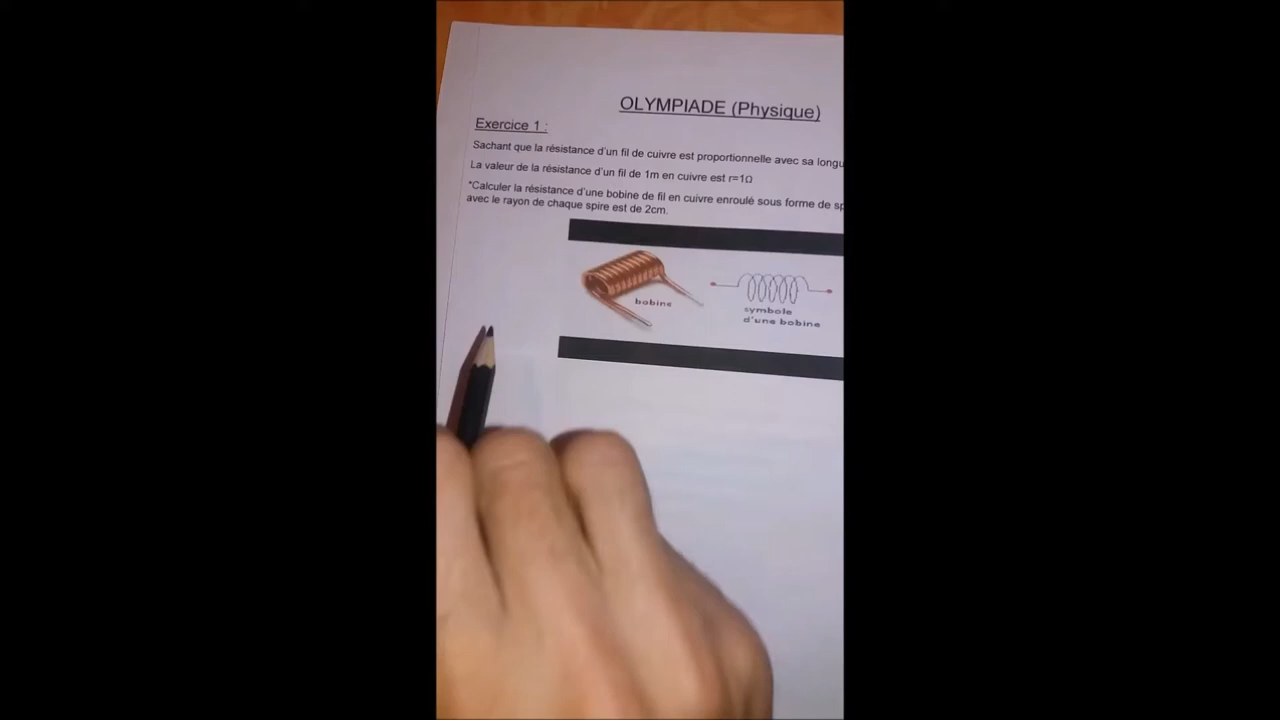 OLYMPIADE (Physique)
Exercice 1 :
Sachant que la résistance d'un fil de cuivre est proportionnelle avec sa
La valeur de la résistance d'un fil de 1m en cuivre est r=1Ω
*Calculer la résistance d'une bobine de fil en cuivre enroulé sous forme de
avec le rayon de chaque spire est de 2cm.
bobine
symbole
d'une bobine